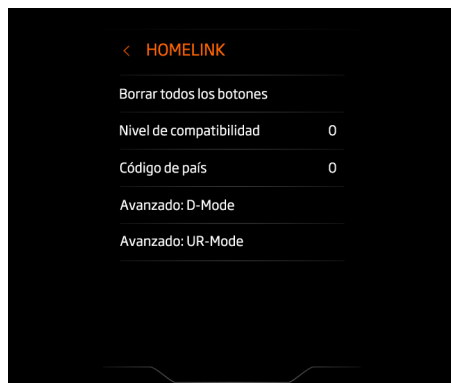 < HOMELINK
Borrar todos los botones
Nivel de compatibilidad 0
Código de país 0
Avanzado: D-Mode
Avanzado: UR-Mode